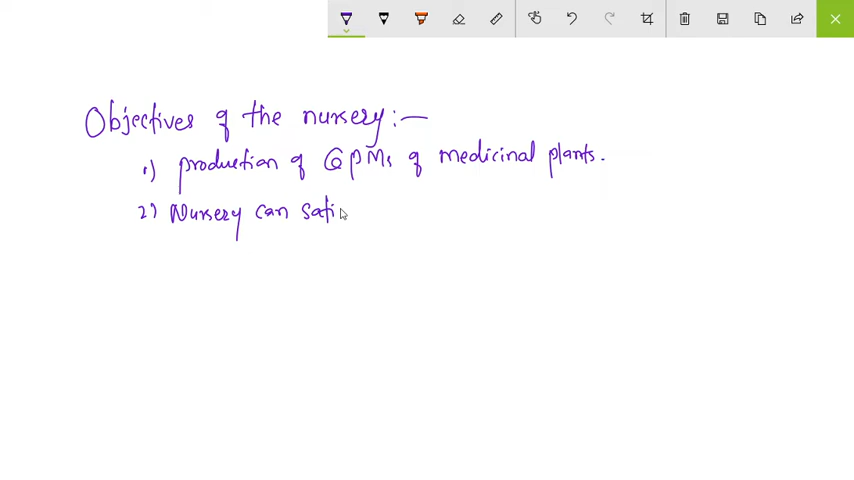 Objectives of the nursery:—
1) production of QPMs of medicinal plants.
2) Nursery can sati